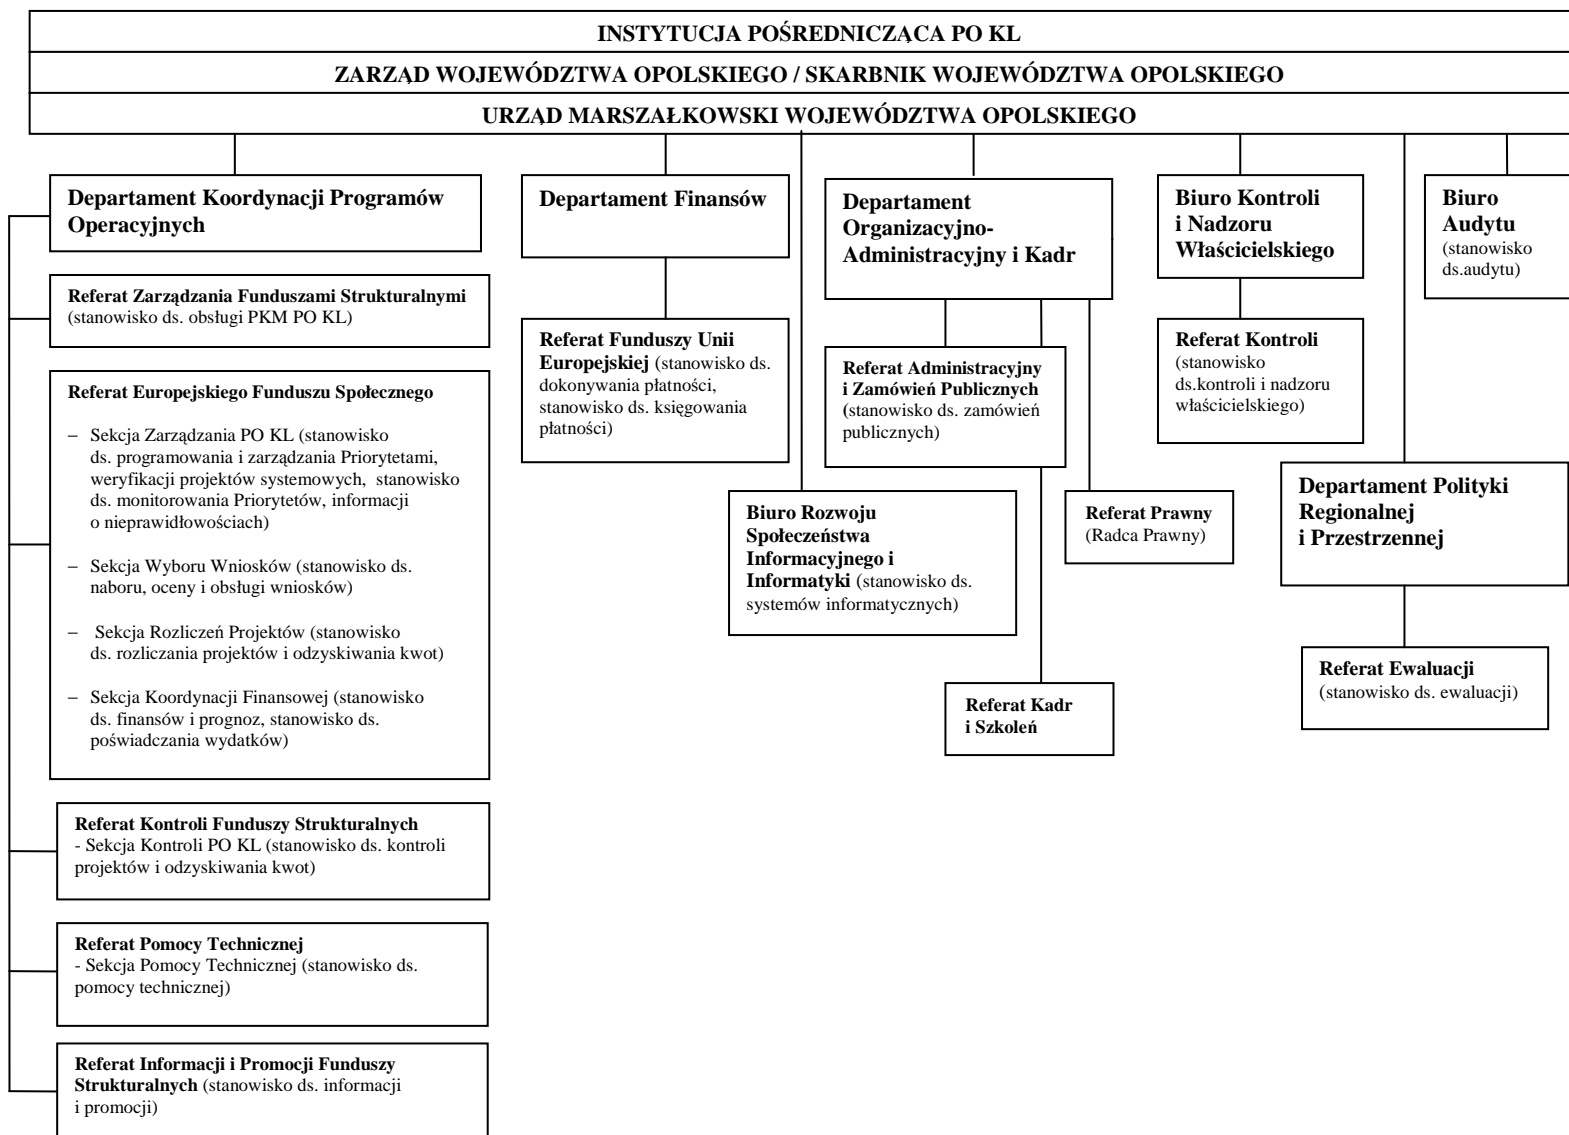 INSTYTUCJA POŚREDNICZĄCA PO KL
ZARZĄD WOJEWÓDZTWA OPOLSKIEGO / SKARBNIK WOJEWÓDZTWA OPOLSKIEGO
URZĄD MARSZAŁKOWSKI WOJEWÓDZTWA OPOLSKIEGO
Departament Koordynacji Programów
Operacyjnych
Referat Zarządzania Funduszami Strukturalnymi
(stanowisko ds. obsługi PKM PO KL)
Referat Europejskiego Funduszu Społecznego
– Sekcja Zarządzania PO KL (stanowisko
ds. programowania i zarządzania Priorytetami,
weryfikacji projektów systemowych, stanowisko
ds. monitorowania Priorytetów, informacji
o nieprawidłowościach)
– Sekcja Wyboru Wniosków (stanowisko ds.
naboru, oceny i obsługi wniosków)
– Sekcja Rozliczeń Projektów (stanowisko
ds. rozliczania projektów i odzyskiwania kwot)
– Sekcja Koordynacji Finansowej (stanowisko
ds. finansów i prognoz, stanowisko ds.
poświadczania wydatków)
Referat Kontroli Funduszy Strukturalnych
- Sekcja Kontroli PO KL (stanowisko ds. kontroli
projektów i odzyskiwania kwot)
Referat Pomocy Technicznej
- Sekcja Pomocy Technicznej (stanowisko ds.
pomocy technicznej)
Referat Informacji i Promocji Funduszy
Strukturalnych (stanowisko ds. informacji
i promocji)
Departament Finansów
Referat Funduszy Unii
Europejskiej (stanowisko ds.
dokonywania płatności,
stanowisko ds. księgowania
płatności)
Biuro Rozwoju
Społeczeństwa
Informacyjnego i
Informatyki (stanowisko ds.
systemów informatycznych)
Departament
Organizacyjno-
Administracyjny i Kadr
Referat Administracyjny
i Zamówień Publicznych
(stanowisko ds. zamówień
publicznych)
Referat Prawny
(Radca Prawny)
Referat Kadr
i Szkoleń
Biuro Kontroli
i Nadzoru
Właścicielskiego
Referat Kontroli
(stanowisko
ds.kontroli i nadzoru
właścicielskiego)
Departament Polityki
Regionalnej
i Przestrzennej
Referat Ewaluacji
(stanowisko ds. ewaluacji)
Biuro
Audytu
(stanowisko
ds.audytu)